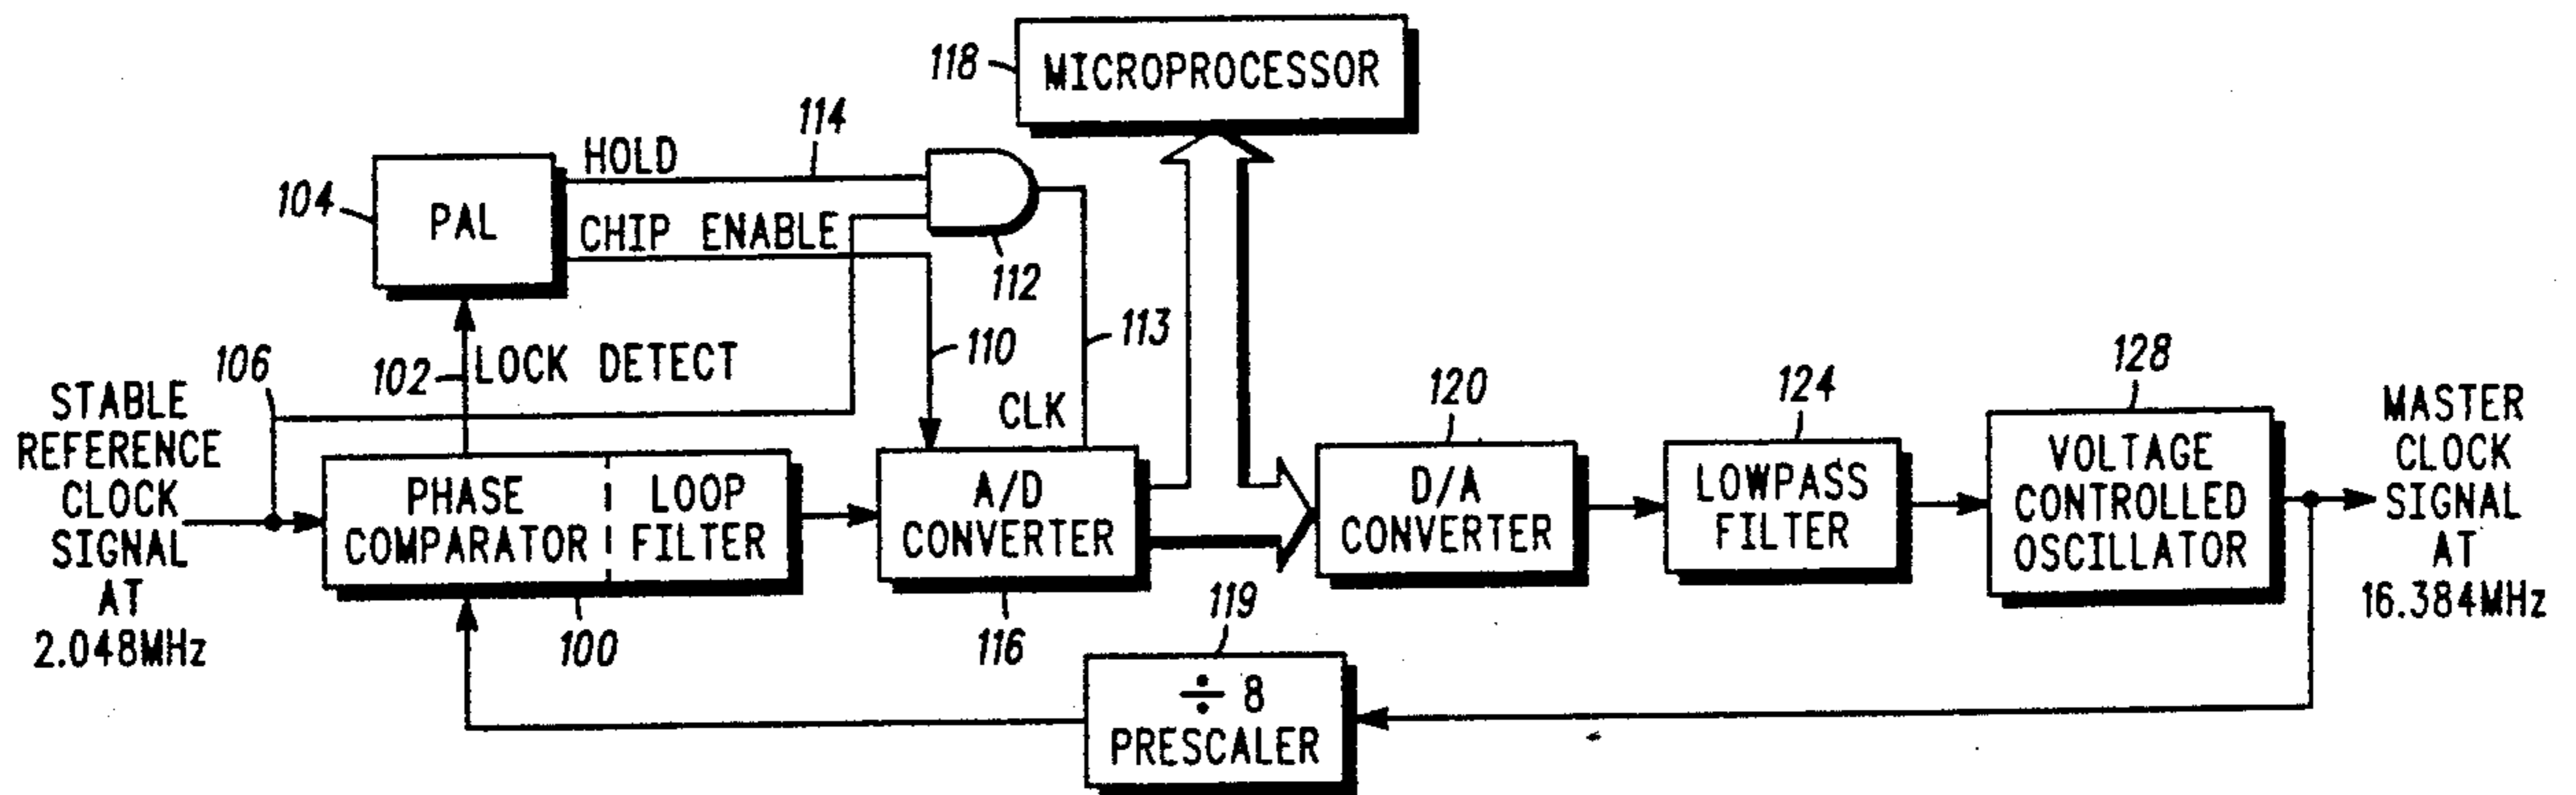 118
MICROPROCESSOR
114
HOLD
104
PAL
CHIP ENABLE
112
106
102
LOCK DETECT
110
113
CLK
STABLE
REFERENCE
CLOCK
SIGNAL
AT
2.048MHz
PHASE
COMPARATOR
LOOP
FILTER
100
A/D
CONVERTER
116
120
D/A
CONVERTER
124
LOWPASS
FILTER
128
VOLTAGE
CONTROLLED
OSCILLATOR
MASTER
CLOCK
SIGNAL
AT
16.384MHz
119
÷ 8
PRESCALER